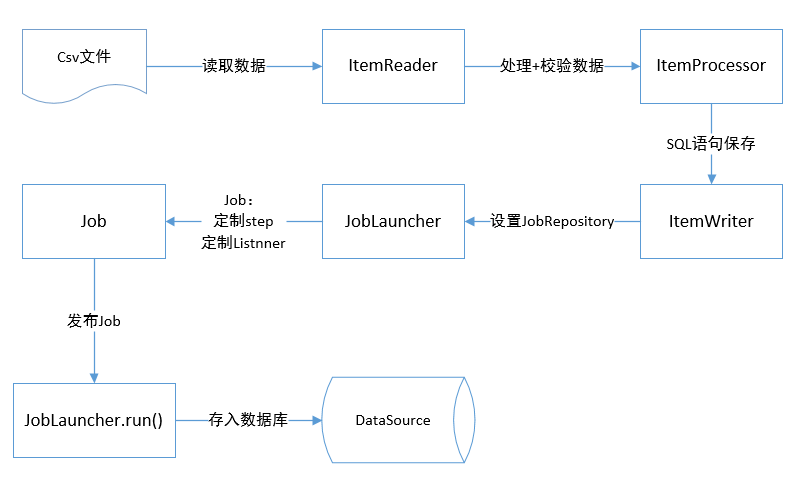 Csv文件
读取数据
ItemReader
处理+校验数据
ItemProcessor
SQL语句保存
Job
Job：
定制step
定制Listnner
JobLauncher
设置JobRepository
ItemWriter
发布Job
JobLauncher.run()
存入数据库
DataSource